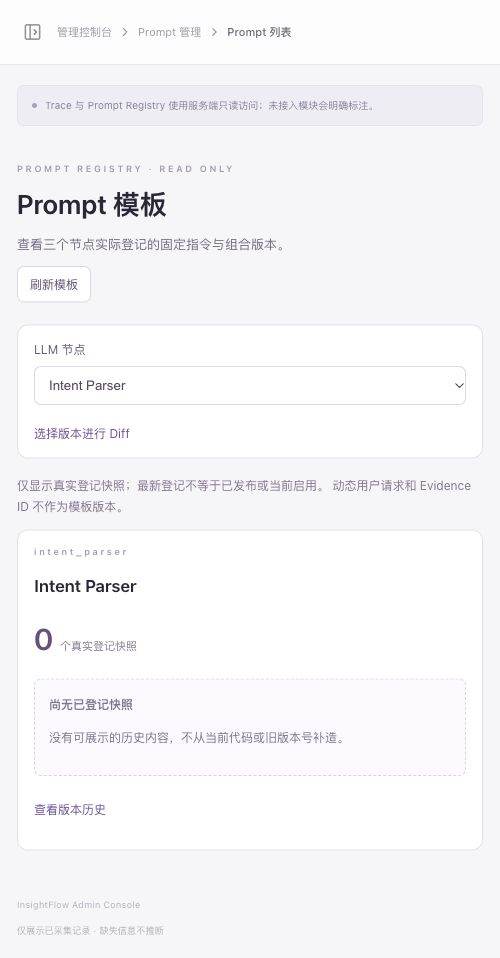 管理控制台 > Prompt 管理 > Prompt 列表
Trace 与 Prompt Registry 使用服务端只读访问；未接入模块会明确标注。
PROMPT REGISTRY · READ ONLY
Prompt 模板
查看三个节点实际登记的固定指令与组合版本。
刷新模板
LLM 节点
Intent Parser
选择版本进行 Diff
仅显示真实登记快照；最新登记不等于已发布或当前启用。 动态用户请求和 Evidence
ID 不作为模板版本。
intent_parser
Intent Parser
0 个真实登记快照
尚无已登记快照
没有可展示的历史内容，不从当前代码或旧版本号补造。
查看版本历史
InsightFlow Admin Console
仅展示已采集记录 · 缺失信息不推断